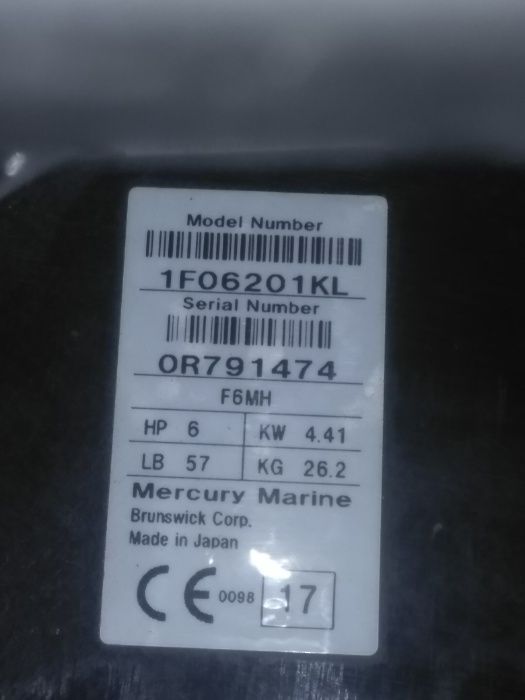 Model Number
1F06201KL
Serial Number
0R791474
F6MH
HP 6 KW 4.41
LB 57 KG 26.2
Mercury Marine
Brunswick Corp.
Made in Japan
CE 0098 17